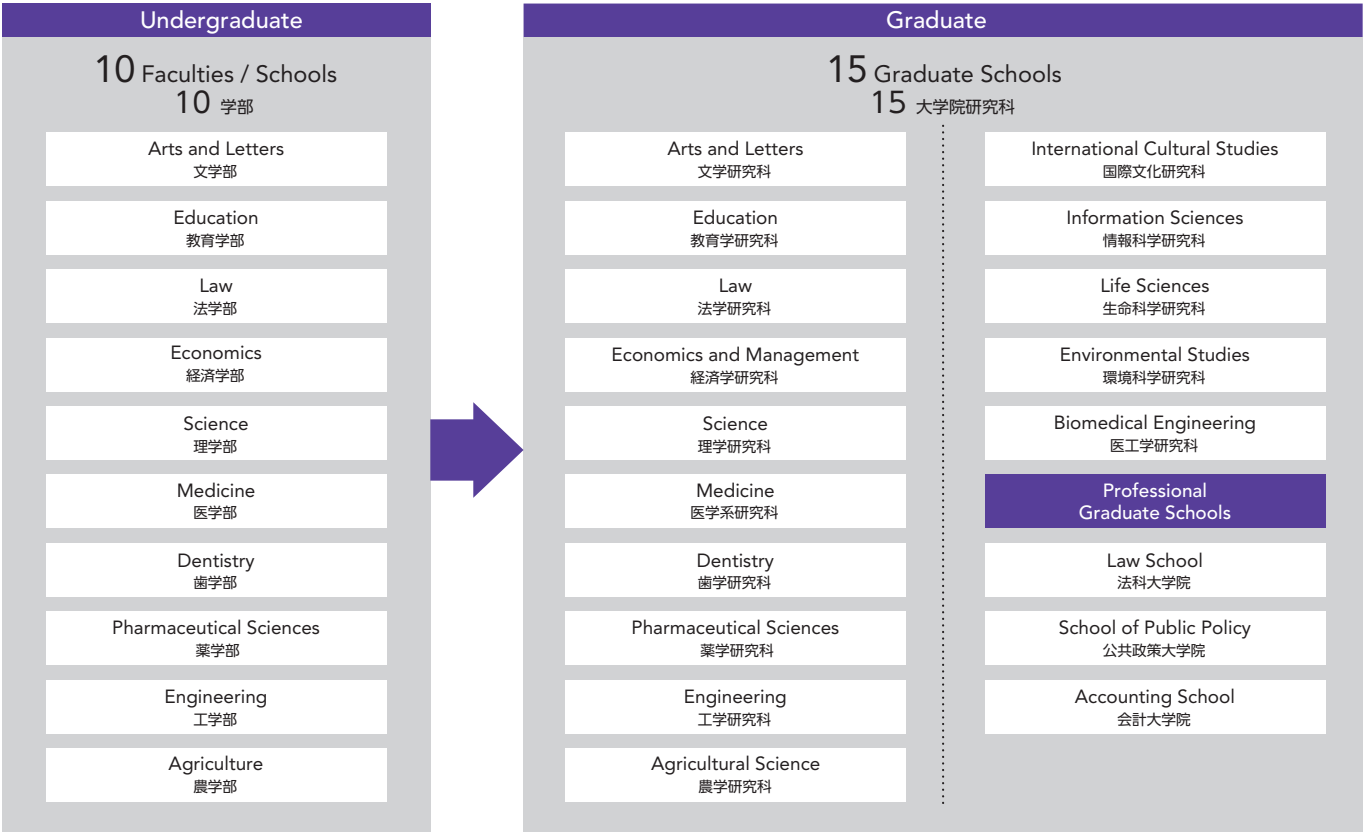 Undergraduate
10 Faculties / Schools
10 学部
Arts and Letters
文学部
Education
教育学部
Law
法学部
Economics
経済学部
Science
理学部
Medicine
医学部
Dentistry
歯学部
Pharmaceutical Sciences
薬学部
Engineering
工学部
Agriculture
農学部
Graduate
15 Graduate Schools
15 大学院研究科
Arts and Letters
文学研究科
Education
教育学研究科
Law
法学研究科
Economics and Management
経済学研究科
Science
理学研究科
Medicine
医学系研究科
Dentistry
歯学研究科
Pharmaceutical Sciences
薬学研究科
Engineering
工学研究科
Agricultural Science
農学研究科
International Cultural Studies
国際文化研究科
Information Sciences
情報科学研究科
Life Sciences
生命科学研究科
Environmental Studies
環境科学研究科
Biomedical Engineering
医工学研究科
Professional
Graduate Schools
Law School
法科大学院
School of Public Policy
公共政策大学院
Accounting School
会計大学院